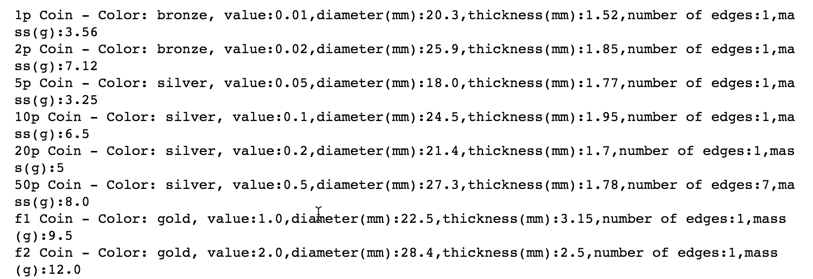 1p Coin - Color: bronze, value:0.01,diameter(mm):20.3,thickness(mm):1.52,number of edges:1,ma
ss(g):3.56
2p Coin - Color: bronze, value:0.02,diameter(mm):25.9,thickness(mm):1.85,number of edges:1,ma
ss(g):7.12
5p Coin - Color: silver, value:0.05,diameter(mm):18.0,thickness(mm):1.77,number of edges:1,ma
ss(g):3.25
10p Coin - Color: silver, value:0.1,diameter(mm):24.5,thickness(mm):1.95,number of edges:1,ma
ss(g):6.5
20p Coin - Color: silver, value:0.2,diameter(mm):21.4,thickness(mm):1.7,number of edges:1,mas
s(g):5
50p Coin - Color: silver, value:0.5,diameter(mm):27.3,thickness(mm):1.78,number of edges:7,ma
ss(g):8.0
f1 Coin - Color: gold, value:1.0,diameter(mm):22.5,thickness(mm):3.15,number of edges:1,mass
(g):9.5
f2 Coin - Color: gold, value:2.0,diameter(mm):28.4,thickness(mm):2.5,number of edges:1,mass
(g):12.0